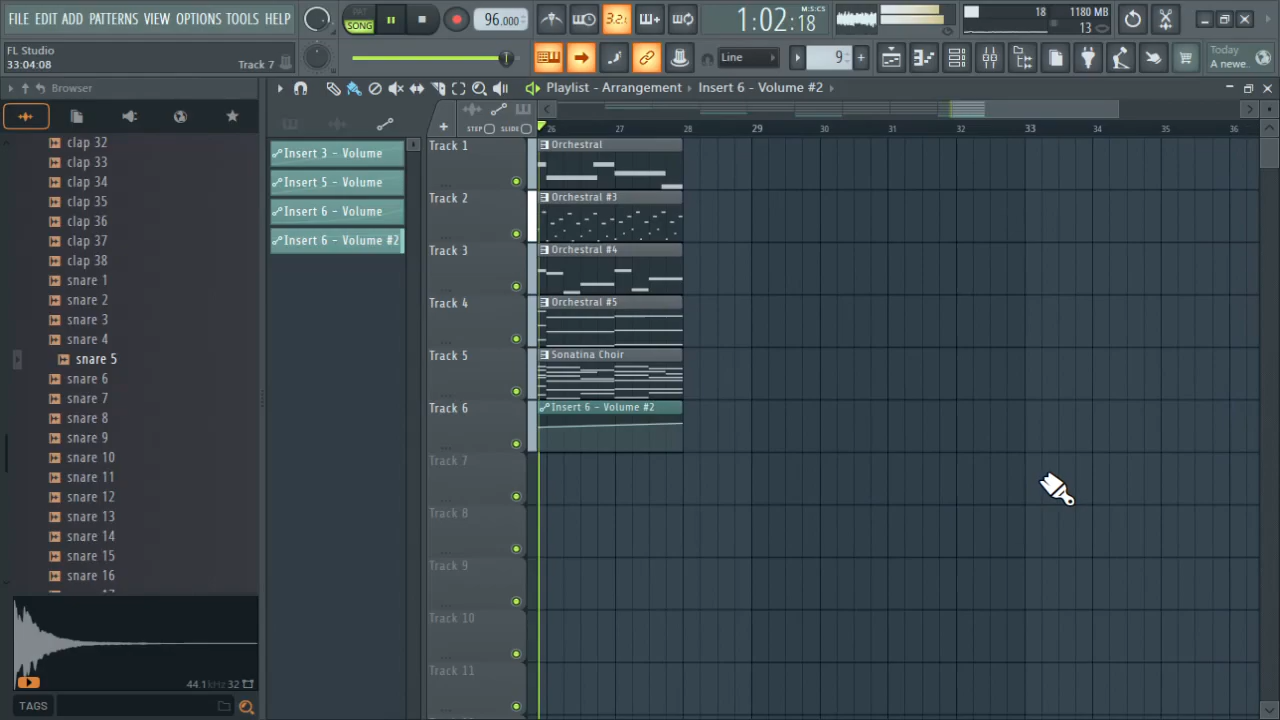 FILE EDIT ADD PATTERNS VIEW OPTIONS TOOLS HELP
FL Studio
33:04:08
Track 7
PAT
SONG
96.000
3.2.
1:02:18
M:S:CS
18
1180 MB
13
Line
9
Today
A newe..
Browser
clap 32
clap 33
clap 34
clap 35
clap 36
clap 37
clap 38
snare 1
snare 2
snare 3
snare 4
snare 5
snare 6
snare 7
snare 8
snare 9
snare 10
snare 11
snare 12
snare 13
snare 14
snare 15
snare 16
44.1kHz 32
TAGS
Playlist - Arrangement
Insert 6 - Volume #2
STEP
SLIDE
Insert 3 - Volume
Insert 5 - Volume
Insert 6 - Volume
Insert 6 - Volume #2
26 27 28 29 30 31 32 33 34 35 36
Track 1
Orchestral
Track 2
Orchestral #3
Track 3
Orchestral #4
Track 4
Orchestral #5
Track 5
Sonatina Choir
Track 6
Insert 6 - Volume #2
Track 7
Track 8
Track 9
Track 10
Track 11